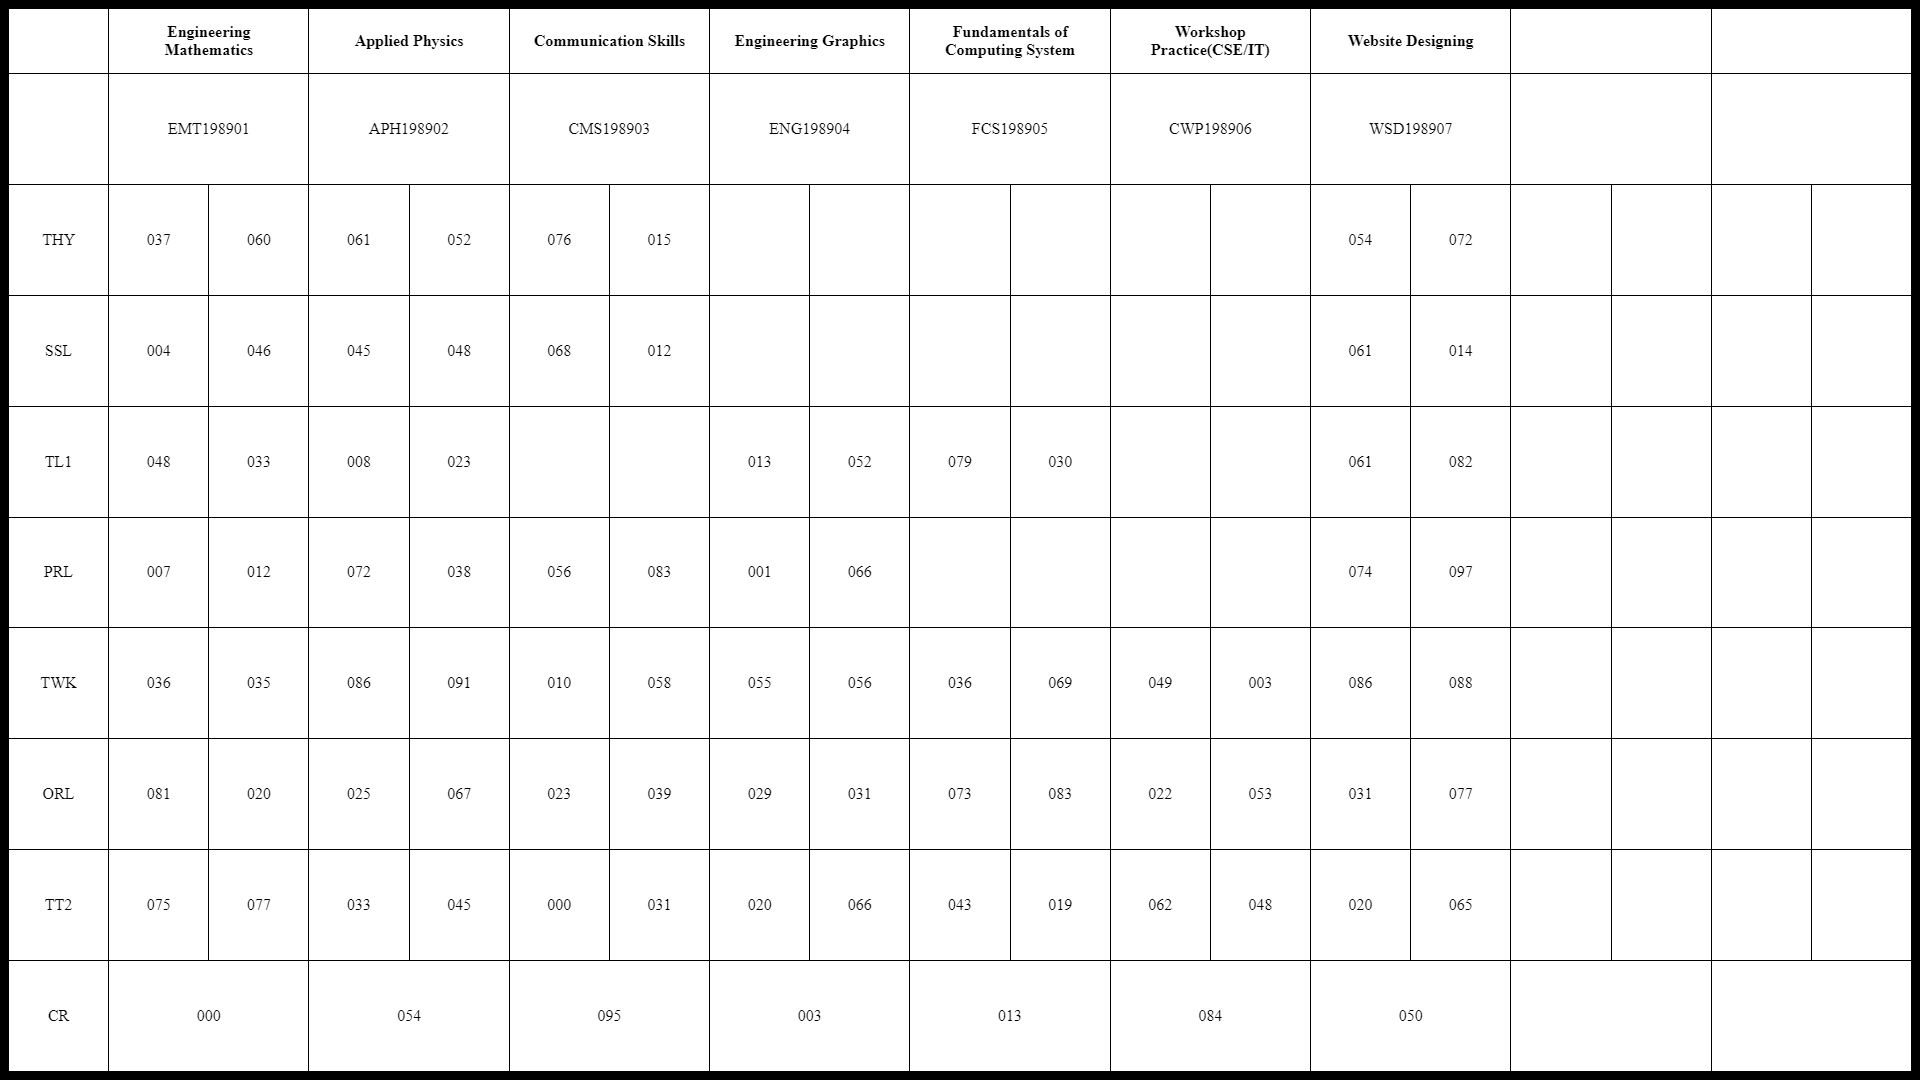 Engineering Mathematics Applied Physics Communication Skills Engineering Graphics Fundamentals of Computing System Workshop Practice(CSE/IT) Website Designing
EMT198901 APH198902 CMS198903 ENG198904 FCS198905 CWP198906 WSD198907
THY 037 060 061 052 076 015 054 072
SSL 004 046 045 048 068 012 061 014
TL1 048 033 008 023 013 052 079 030 061 082
PRL 007 012 072 038 056 083 001 066 074 097
TWK 036 035 086 091 010 058 055 056 036 069 049 003 086 088
ORL 081 020 025 067 023 039 029 031 073 083 022 053 031 077
TT2 075 077 033 045 000 031 020 066 043 019 062 048 020 065
CR 000 054 095 003 013 084 050